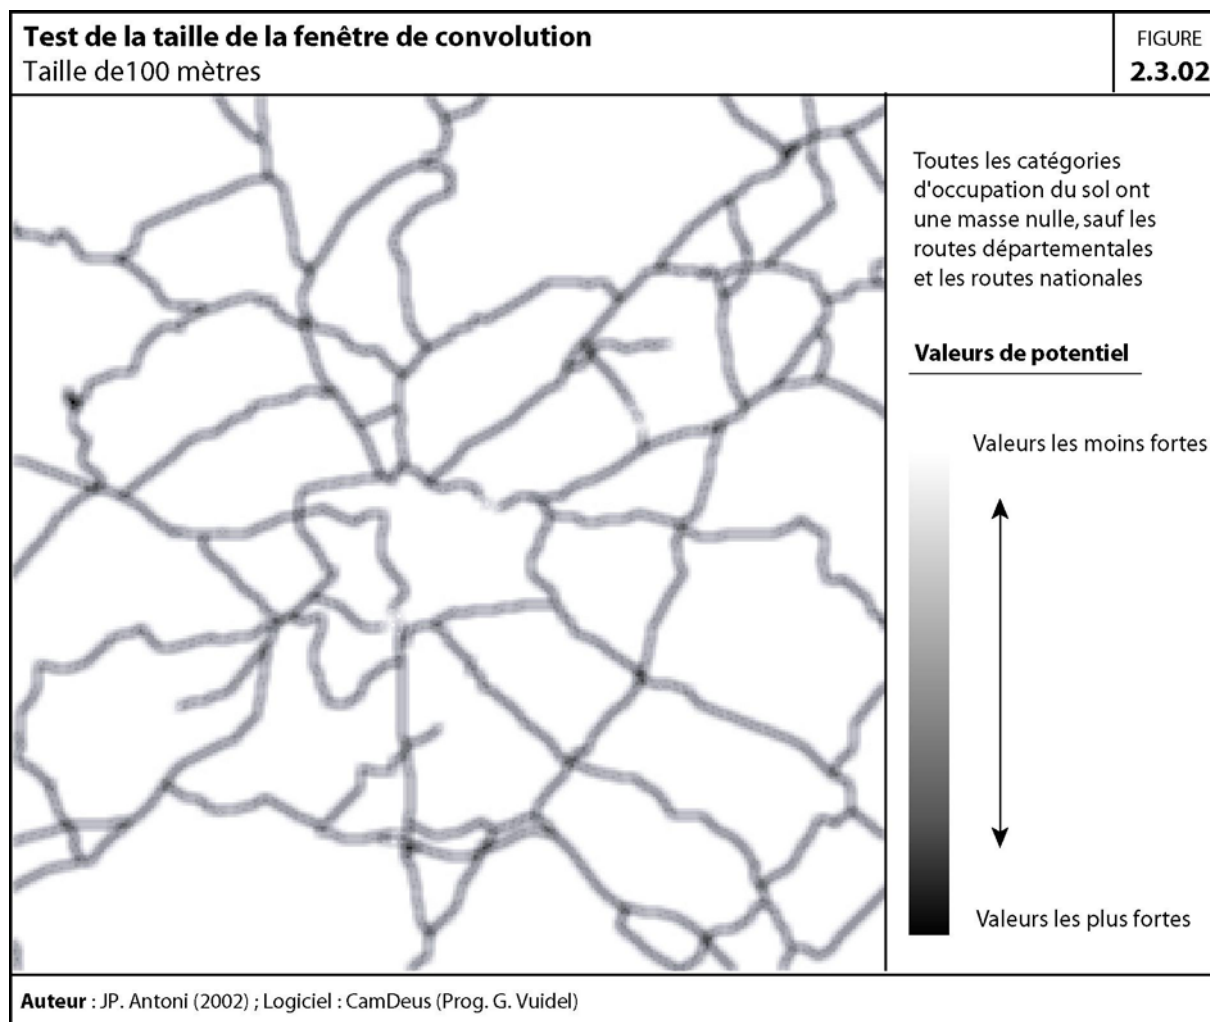 Test de la taille de la fenêtre de convolution
Taille de100 mètres
FIGURE
2.3.02
Toutes les catégories
d'occupation du sol ont
une masse nulle, sauf les
routes départementales
et les routes nationales
Valeurs de potentiel
Valeurs les moins fortes
Valeurs les plus fortes
Auteur : JP. Antoni (2002) ; Logiciel : CamDeus (Prog. G. Vuidel)